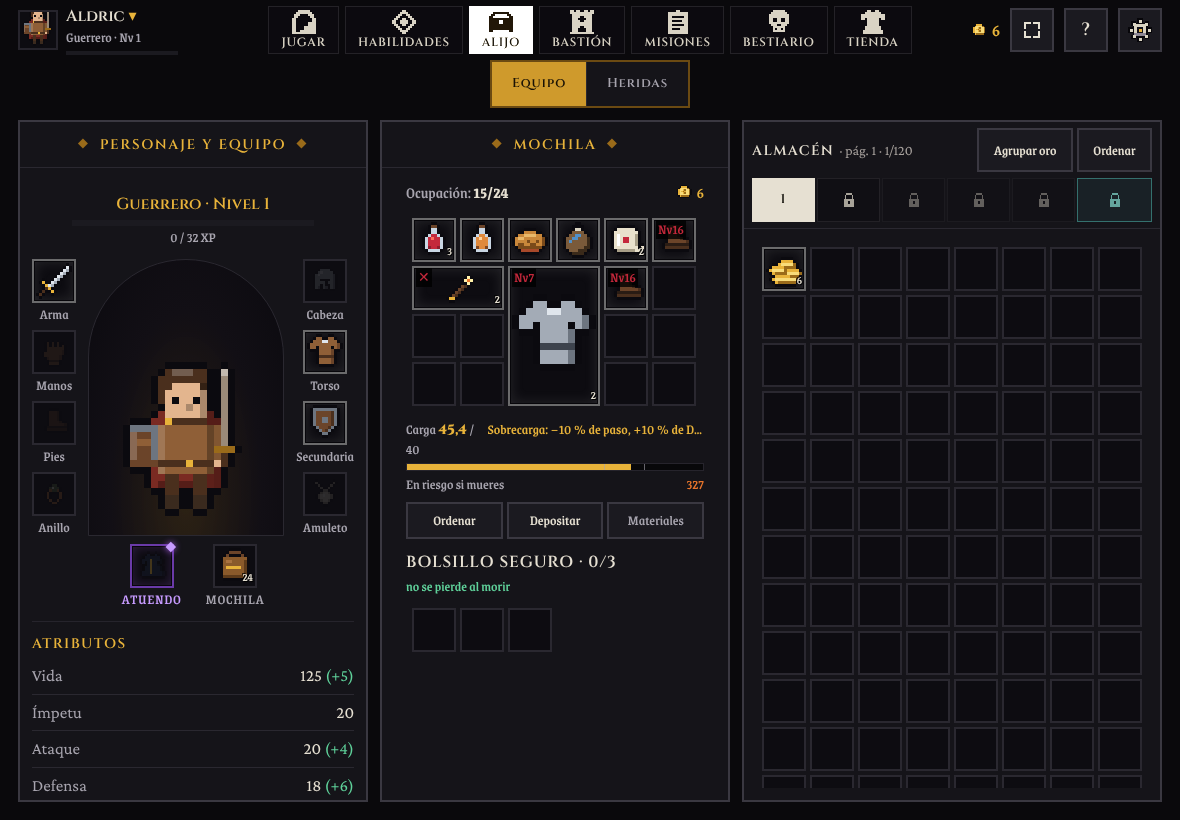 ALDRIC ▾
Guerrero · Nv 1
JUGAR
HABILIDADES
ALIJO
BASTIÓN
MISIONES
BESTIARIO
TIENDA
6
?
EQUIPO
HERIDAS
PERSONAJE Y EQUIPO
GUERRERO · NIVEL 1
0 / 32 XP
Arma
Cabeza
Manos
Torso
Pies
Secundaria
Anillo
Amuleto
24
ATUENDO
MOCHILA
ATRIBUTOS
Vida 125 (+5)
Ímpetu 20
Ataque 20 (+4)
Defensa 18 (+6)
MOCHILA
Ocupación: 15/24
6
3
2
Nv16
2
Nv7
2
Nv16
Carga 45,4 / 40
Sobrecarga: −10 % de paso, +10 % de D...
En riesgo si mueres 327
Ordenar
Depositar
Materiales
BOLSILLO SEGURO · 0/3
no se pierde al morir
ALMACÉN · pág. 1 · 1/120
Agrupar oro
Ordenar
I
6